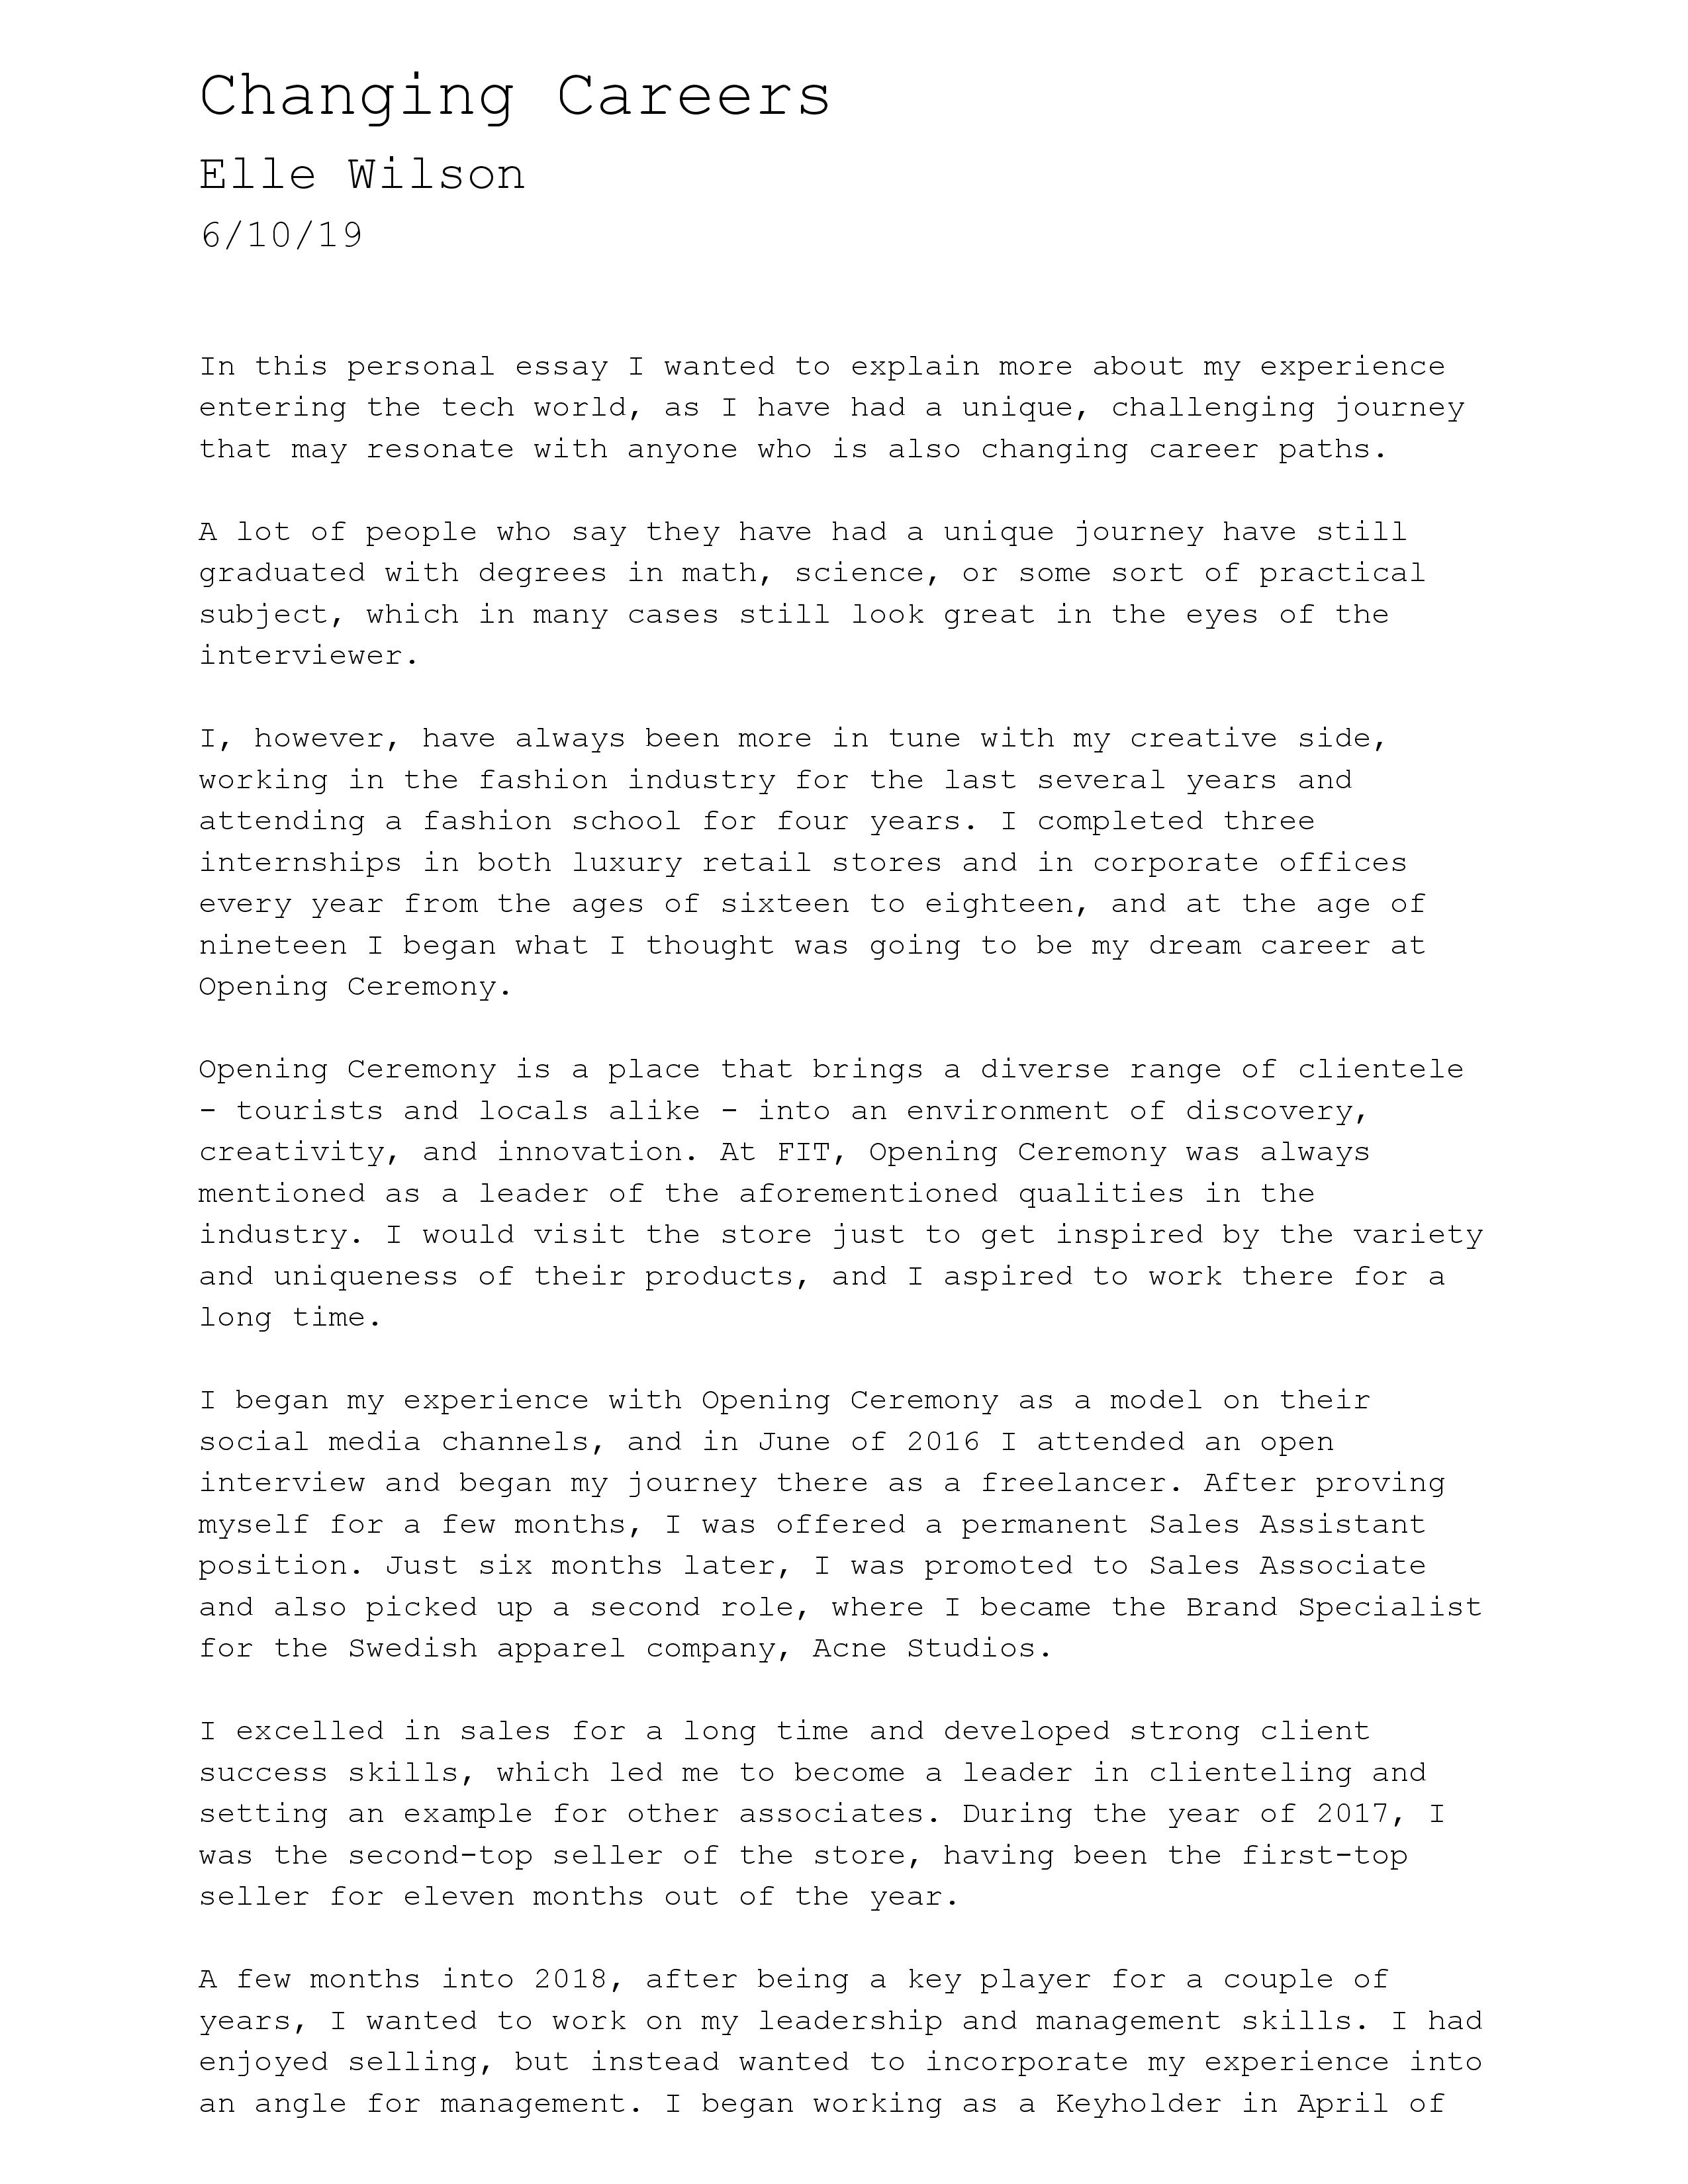 Changing Careers
Elle Wilson
6/10/19
In this personal essay I wanted to explain more about my experience
entering the tech world, as I have had a unique, challenging journey
that may resonate with anyone who is also changing career paths.
A lot of people who say they have had a unique journey have still
graduated with degrees in math, science, or some sort of practical
subject, which in many cases still look great in the eyes of the
interviewer.
I, however, have always been more in tune with my creative side,
working in the fashion industry for the last several years and
attending a fashion school for four years. I completed three
internships in both luxury retail stores and in corporate offices
every year from the ages of sixteen to eighteen, and at the age of
nineteen I began what I thought was going to be my dream career at
Opening Ceremony.
Opening Ceremony is a place that brings a diverse range of clientele
- tourists and locals alike - into an environment of discovery,
creativity, and innovation. At FIT, Opening Ceremony was always
mentioned as a leader of the aforementioned qualities in the
industry. I would visit the store just to get inspired by the variety
and uniqueness of their products, and I aspired to work there for a
long time.
I began my experience with Opening Ceremony as a model on their
social media channels, and in June of 2016 I attended an open
interview and began my journey there as a freelancer. After proving
myself for a few months, I was offered a permanent Sales Assistant
position. Just six months later, I was promoted to Sales Associate
and also picked up a second role, where I became the Brand Specialist
for the Swedish apparel company, Acne Studios.
I excelled in sales for a long time and developed strong client
success skills, which led me to become a leader in clienteling and
setting an example for other associates. During the year of 2017, I
was the second-top seller of the store, having been the first-top
seller for eleven months out of the year.
A few months into 2018, after being a key player for a couple of
years, I wanted to work on my leadership and management skills. I had
enjoyed selling, but instead wanted to incorporate my experience into
an angle for management. I began working as a Keyholder in April of